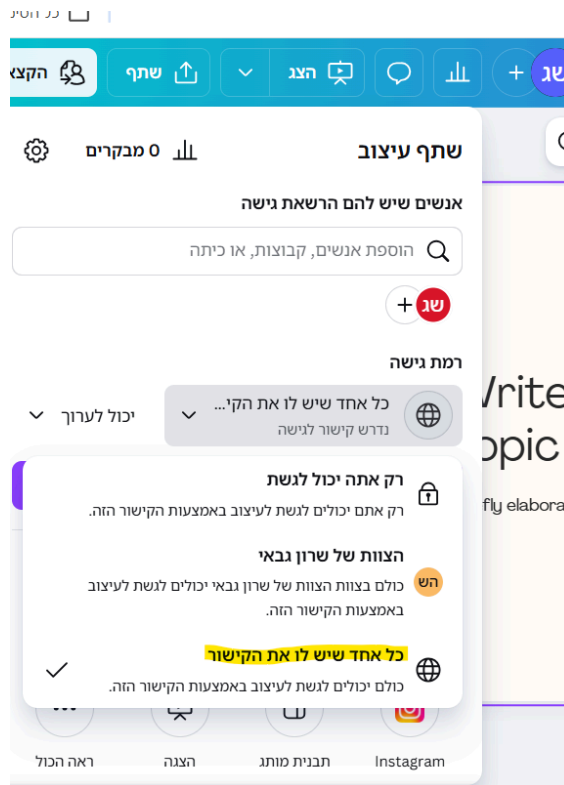 שג
הצג
שתף
הקצא
שתף עיצוב
0 מבקרים
אנשים שיש להם הרשאת גישה
הוספת אנשים, קבוצות, או כיתה
שג
רמת גישה
כל אחד שיש לו את הקי...
נדרש קישור לגישה
יכול לערוך
רק אתה יכול לגשת
רק אתם יכולים לגשת לעיצוב באמצעות הקישור הזה.
הצוות של שרון גבאי
הש
כולם בצוות הצוות של שרון גבאי יכולים לגשת לעיצוב
באמצעות הקישור הזה.
כל אחד שיש לו את הקישור
כולם יכולים לגשת לעיצוב באמצעות הקישור הזה.
Instagram
תבנית מותג
הצגה
ראה הכול
Write
opic
fly elabora